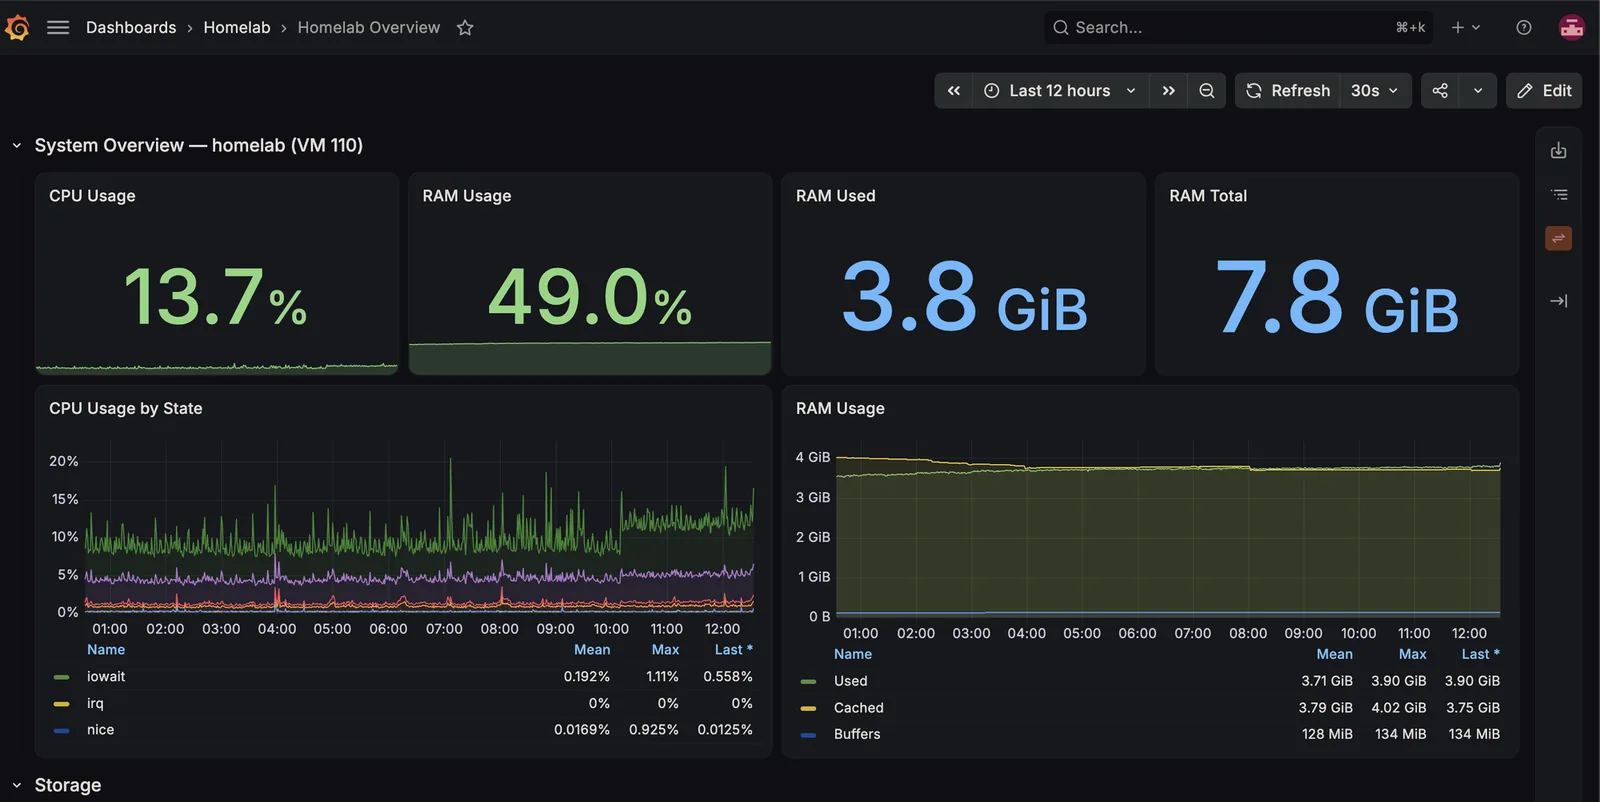 Dashboards › Homelab › Homelab Overview
Search... ⌘+k
Last 12 hours
Refresh 30s
Edit
System Overview — homelab (VM 110)
CPU Usage
13.7%
RAM Usage
49.0%
RAM Used
3.8 GiB
RAM Total
7.8 GiB
CPU Usage by State
20%
15%
10%
5%
0%
01:00 02:00 03:00 04:00 05:00 06:00 07:00 08:00 09:00 10:00 11:00 12:00
Name Mean Max Last *
iowait 0.192% 1.11% 0.558%
irq 0% 0% 0%
nice 0.0169% 0.925% 0.0125%
RAM Usage
4 GiB
3 GiB
2 GiB
1 GiB
0 B
01:00 02:00 03:00 04:00 05:00 06:00 07:00 08:00 09:00 10:00 11:00 12:00
Name Mean Max Last *
Used 3.71 GiB 3.90 GiB 3.90 GiB
Cached 3.79 GiB 4.02 GiB 3.75 GiB
Buffers 128 MiB 134 MiB 134 MiB
Storage